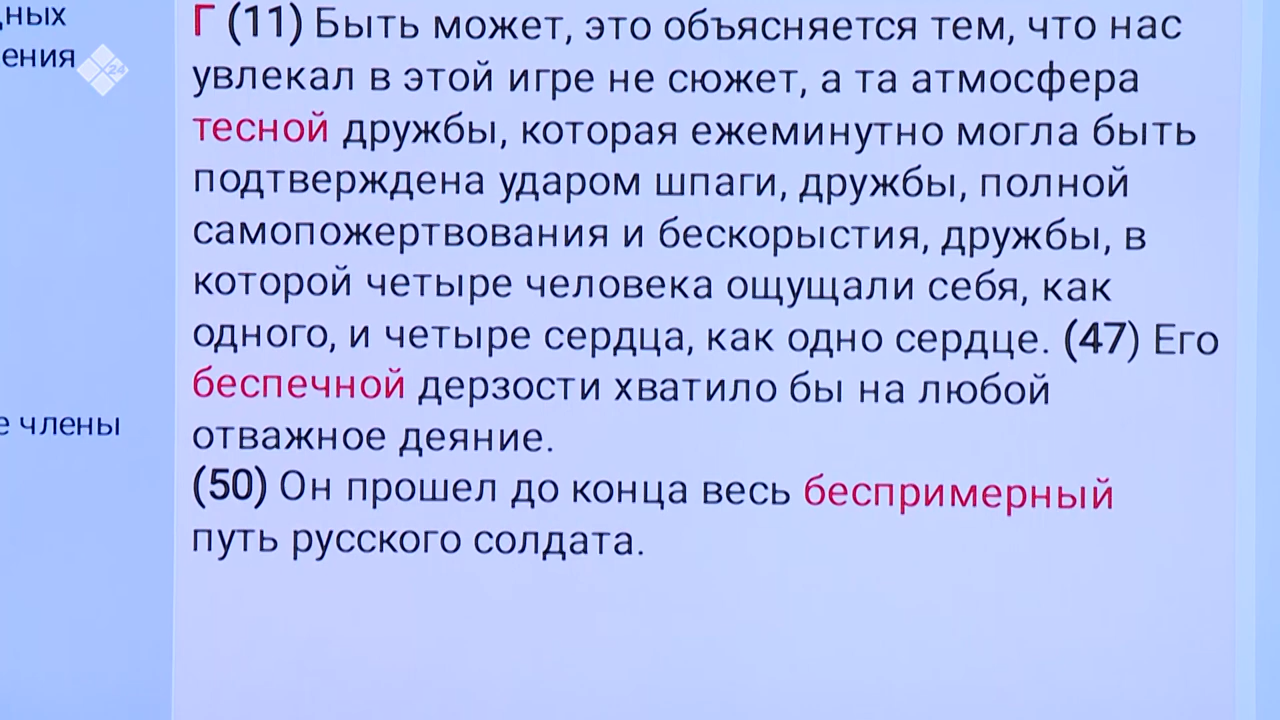 ных
ения
24
е члены
Г (11) Быть может, это объясняется тем, что нас
увлекал в этой игре не сюжет, а та атмосфера
тесной дружбы, которая ежеминутно могла быть
подтверждена ударом шпаги, дружбы, полной
самопожертвования и бескорыстия, дружбы, в
которой четыре человека ощущали себя, как
одного, и четыре сердца, как одно сердце. (47) Его
беспечной дерзости хватило бы на любой
отважное деяние.
(50) Он прошел до конца весь беспримерный
путь русского солдата.